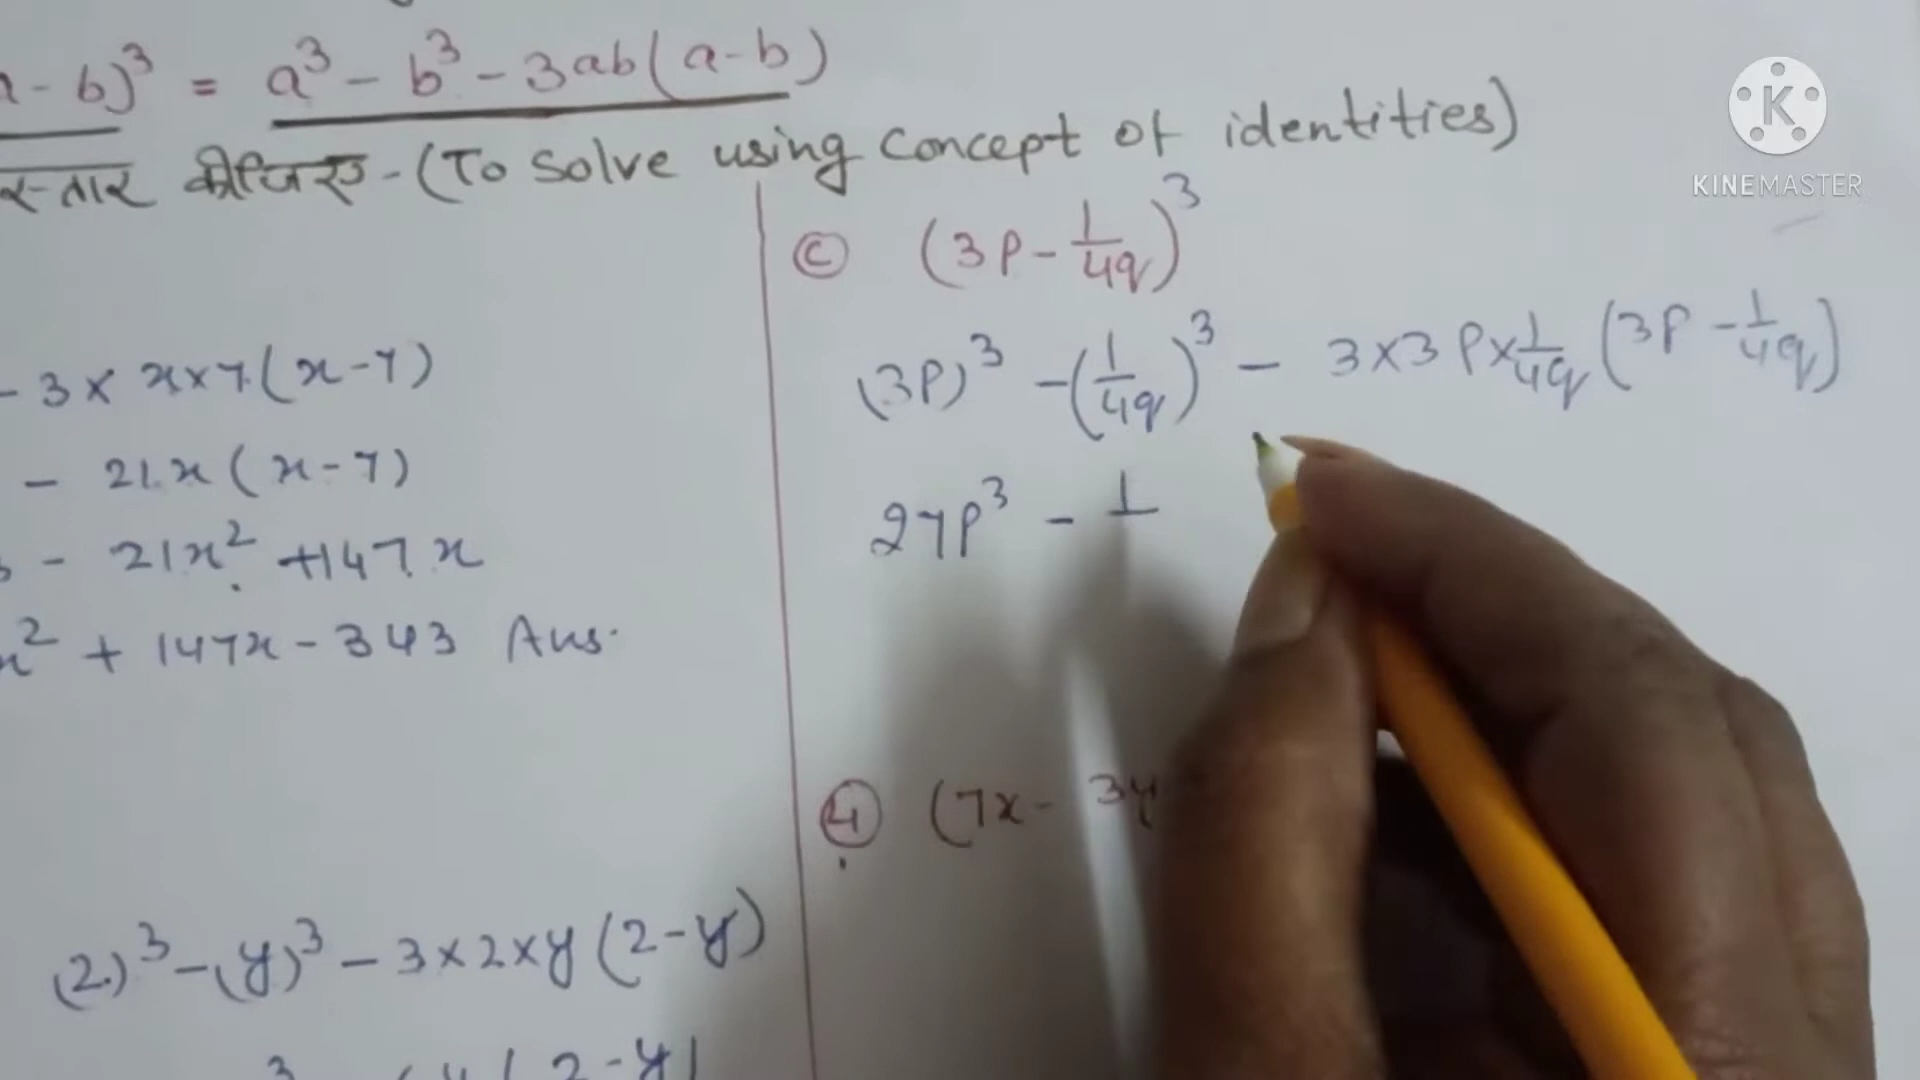 - b)³ = a³ - b³ - 3ab(a-b)
स्तार कीजिए - (To Solve using Concept of identities)
- 3 × x × 7(x-7)
- 21x(x-7)
- 21x² + 147x
x² + 147x - 343 Ans.
(2)³ - (y)³ - 3×2×y(2-y)
(2-y)
(c) (3p - 1/4q)³
(3p)³ - (1/4q)³ - 3×3p×1/4q(3p - 1/4q)
27p³ - 1
(4) (7x - 3y
KINEMASTER